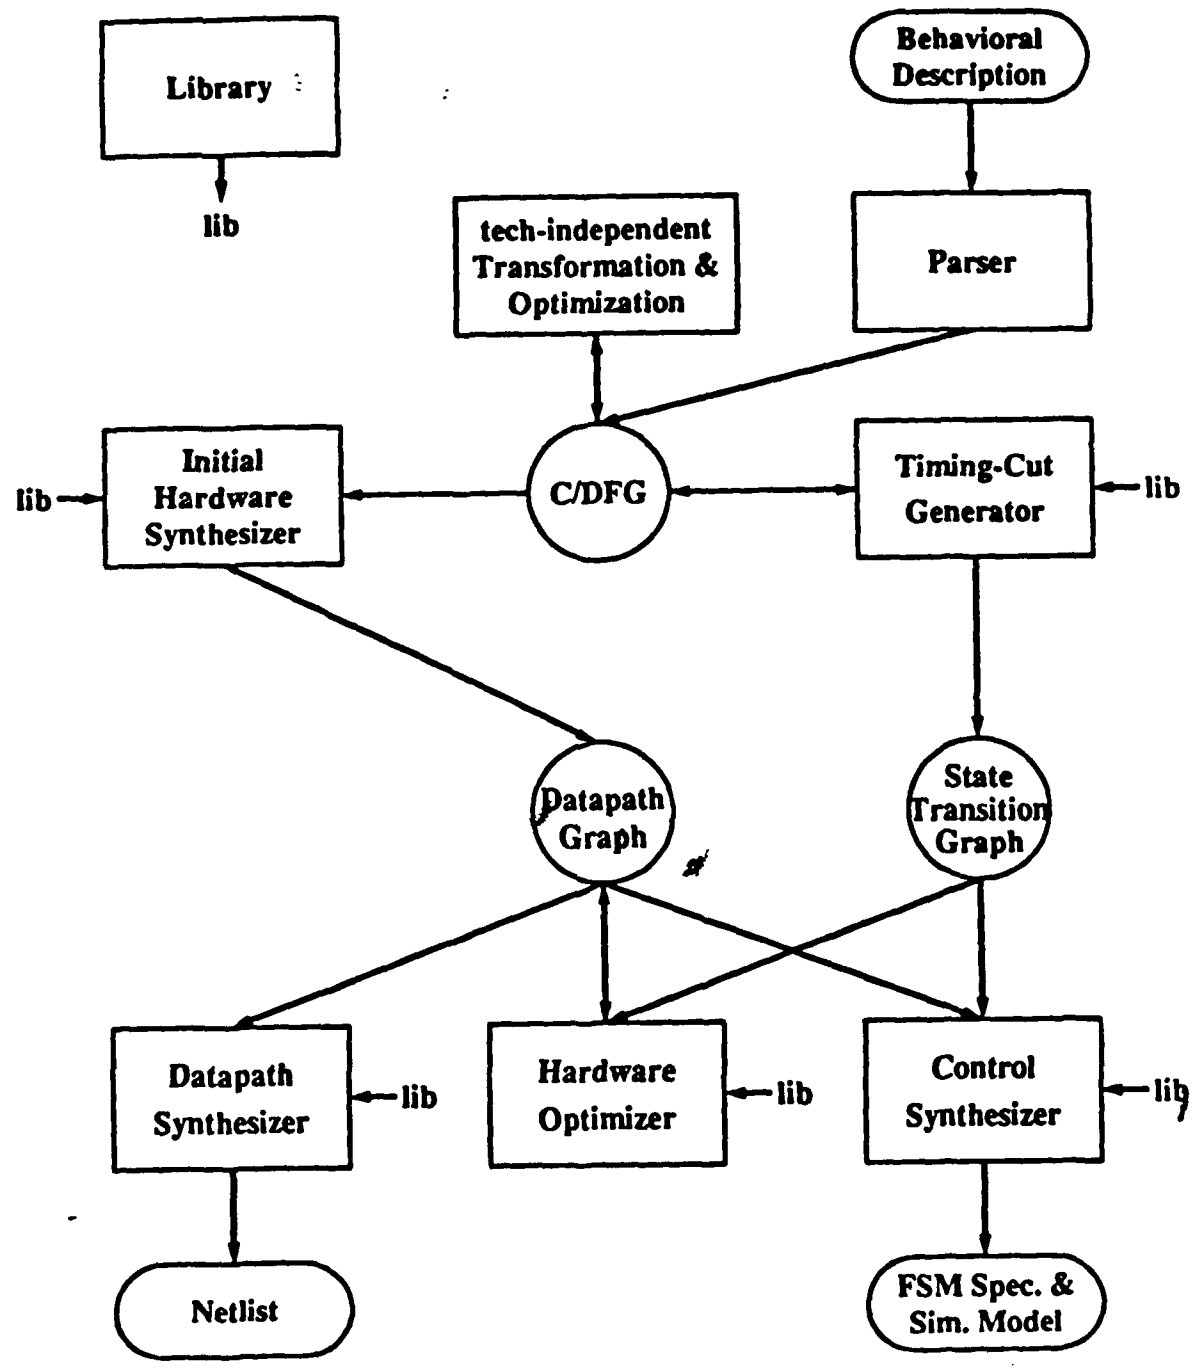 Behavioral
Description
Library
lib
tech-independent
Transformation &
Optimization
Parser
Initial
Hardware
Synthesizer
lib
C/DFG
Timing-Cut
Generator
lib
Datapath
Graph
State
Transition
Graph
Datapath
Synthesizer
lib
Hardware
Optimizer
lib
Control
Synthesizer
lib
Netlist
FSM Spec. &
Sim. Model